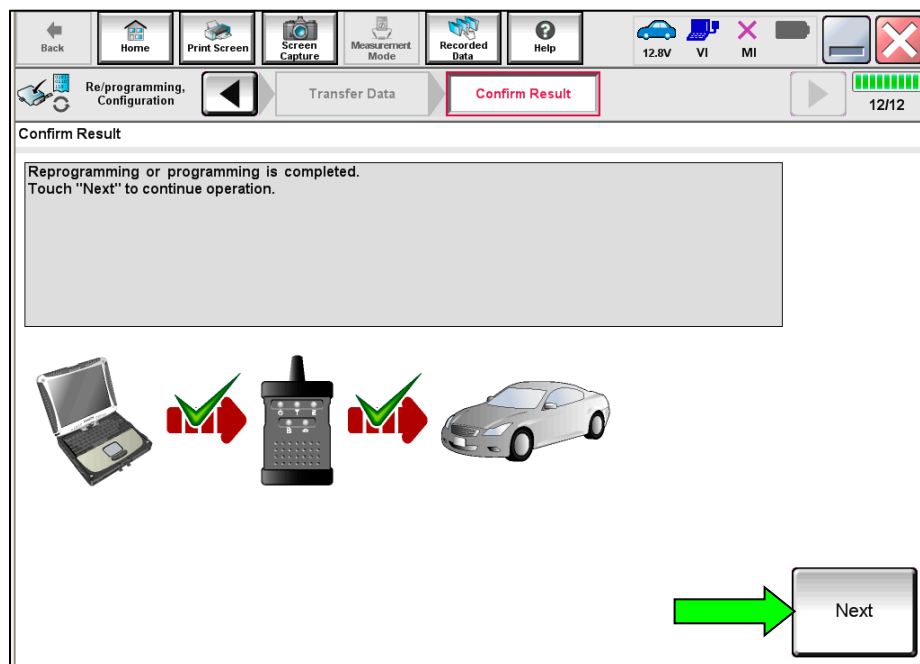 Back
Home
Print Screen
Screen
Capture
Measurement
Mode
Recorded
Data
Help
12.8V
VI
MI
Re/programming,
Configuration
Transfer Data
Confirm Result
12/12
Confirm Result
Reprogramming or programming is completed.
Touch "Next" to continue operation.
Next